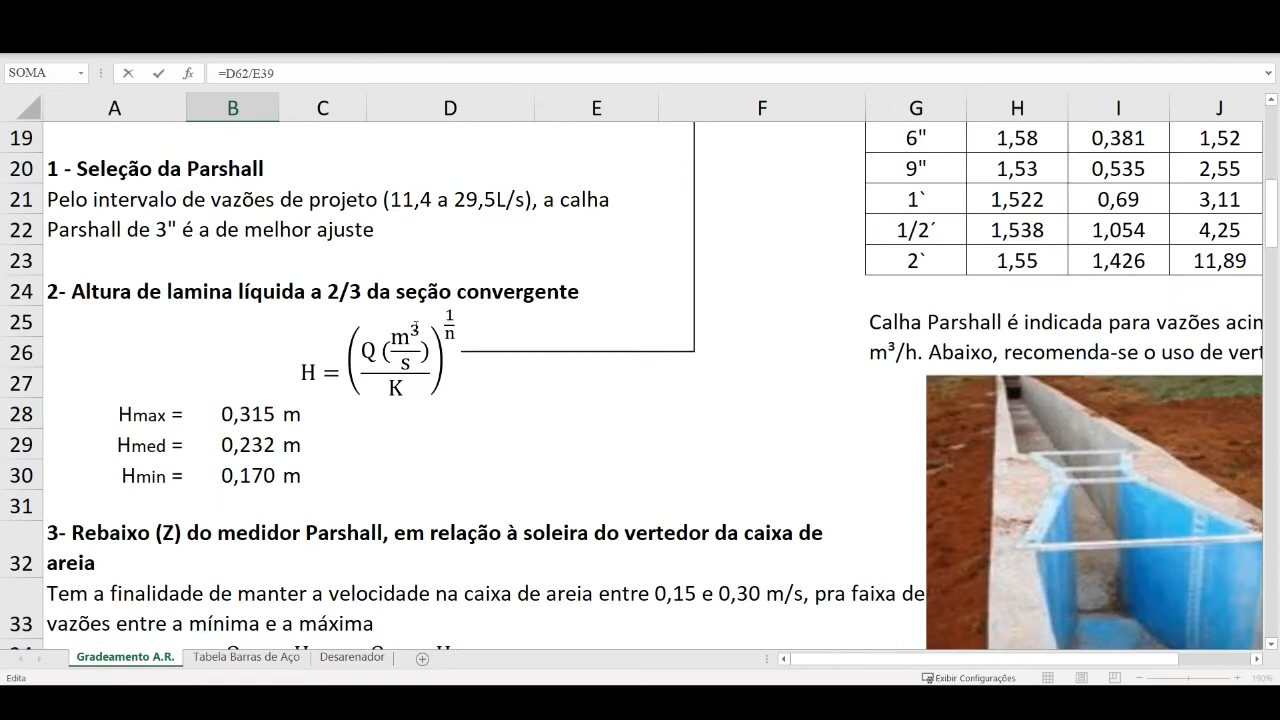 SOMA =D62/E39
A B C D E F G H I J
19 6" 1,58 0,381 1,52
20 1 - Seleção da Parshall 9" 1,53 0,535 2,55
21 Pelo intervalo de vazões de projeto (11,4 a 29,5L/s), a calha 1` 1,522 0,69 3,11
22 Parshall de 3" é a de melhor ajuste 1/2´ 1,538 1,054 4,25
23 2` 1,55 1,426 11,89
24 2- Altura de lamina líquida a 2/3 da seção convergente
25 Calha Parshall é indicada para vazões acin
26 m³/h. Abaixo, recomenda-se o uso de vert
27 H = (Q (m³/s)/K)^(1/n)
28 Hmax = 0,315 m
29 Hmed = 0,232 m
30 Hmin = 0,170 m
31
3- Rebaixo (Z) do medidor Parshall, em relação à soleira do vertedor da caixa de
32 areia
Tem a finalidade de manter a velocidade na caixa de areia entre 0,15 e 0,30 m/s, pra faixa de
33 vazões entre a mínima e a máxima
Gradeamento A.R. Tabela Barras de Aço Desarenador
Edita Exibir Configurações 190%